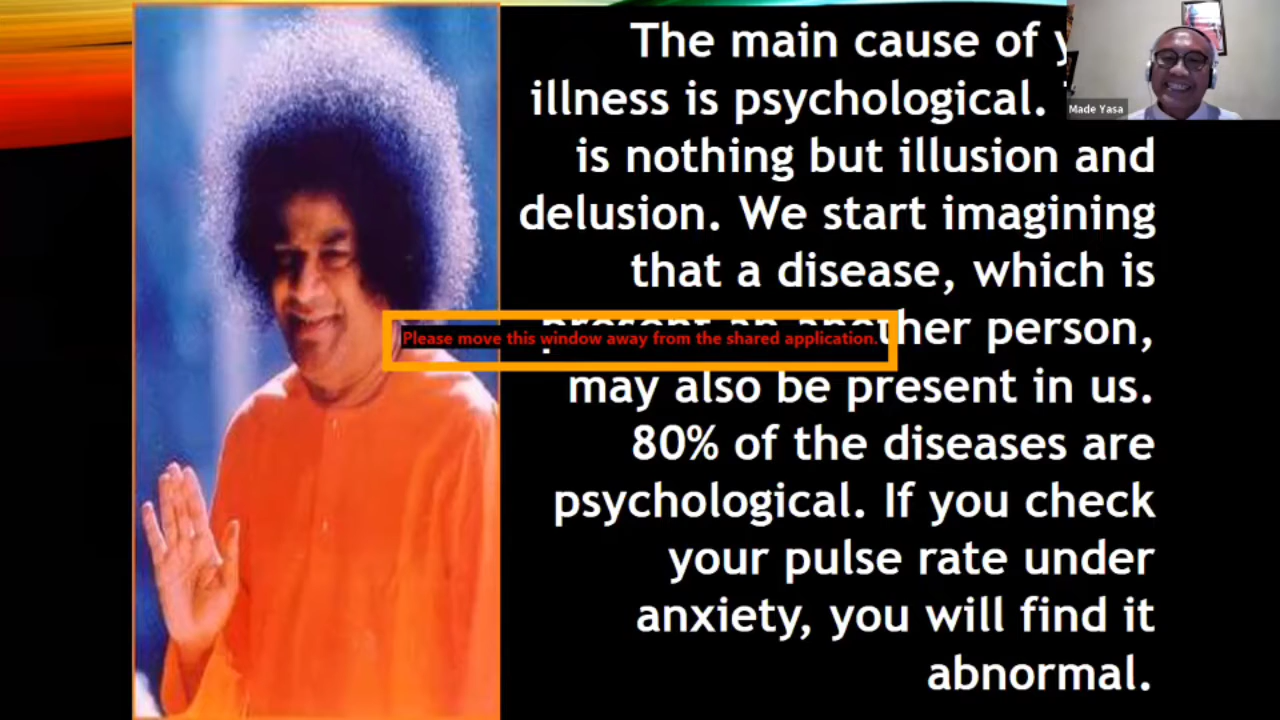 The main cause of
illness is psychological.
is nothing but illusion and
delusion. We start imagining
that a disease, which is
person,
may also be present in us.
80% of the diseases are
psychological. If you check
your pulse rate under
anxiety, you will find it
abnormal.
Please move this window away from the shared application.
Made Yasa